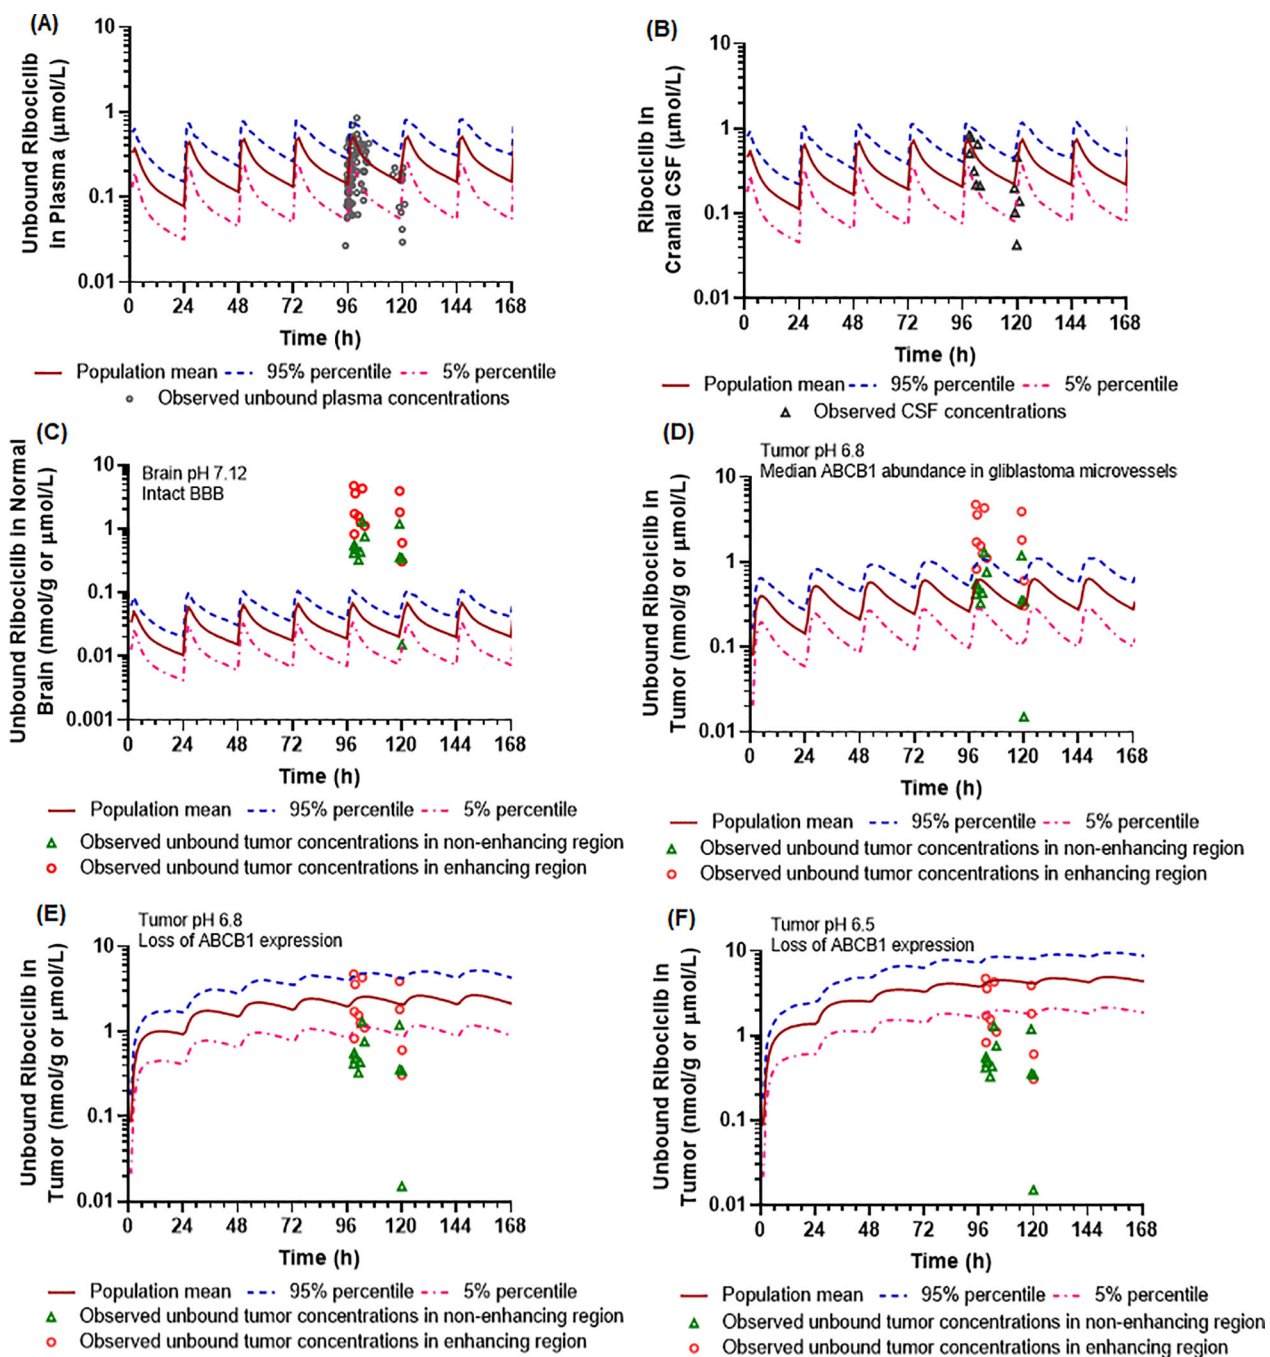 (A)
Unbound Ribociclib
in Plasma (μmol/L)
10
1
0.1
0.01
0 24 48 72 96 120 144 168
Time (h)
Population mean 95% percentile 5% percentile
Observed unbound plasma concentrations
(B)
Ribociclib in
Cranial CSF (μmol/L)
10
1
0.1
0.01
0 24 48 72 96 120 144 168
Time (h)
Population mean 95% percentile 5% percentile
Observed CSF concentrations
(C)
Brain pH 7.12
Intact BBB
Unbound Ribociclib in Normal
Brain (nmol/g or μmol/L)
10
1
0.1
0.01
0.001
0 24 48 72 96 120 144 168
Time (h)
Population mean 95% percentile 5% percentile
Observed unbound tumor concentrations in non-enhancing region
Observed unbound tumor concentrations in enhancing region
(D)
Tumor pH 6.8
Median ABCB1 abundance in gliblastoma microvessels
Unbound Ribociclib in
Tumor (nmol/g or μmol/L)
10
1
0.1
0.01
0 24 48 72 96 120 144 168
Time (h)
Population mean 95% percentile 5% percentile
Observed unbound tumor concentrations in non-enhancing region
Observed unbound tumor concentrations in enhancing region
(E)
Tumor pH 6.8
Loss of ABCB1 expression
Unbound Ribociclib in
Tumor (nmol/g or μmol/L)
10
1
0.1
0.01
0 24 48 72 96 120 144 168
Time (h)
Population mean 95% percentile 5% percentile
Observed unbound tumor concentrations in non-enhancing region
Observed unbound tumor concentrations in enhancing region
(F)
Tumor pH 6.5
Loss of ABCB1 expression
Unbound Ribociclib in
Tumor (nmol/g or μmol/L)
10
1
0.1
0.01
0 24 48 72 96 120 144 168
Time (h)
Population mean 95% percentile 5% percentile
Observed unbound tumor concentrations in non-enhancing region
Observed unbound tumor concentrations in enhancing region